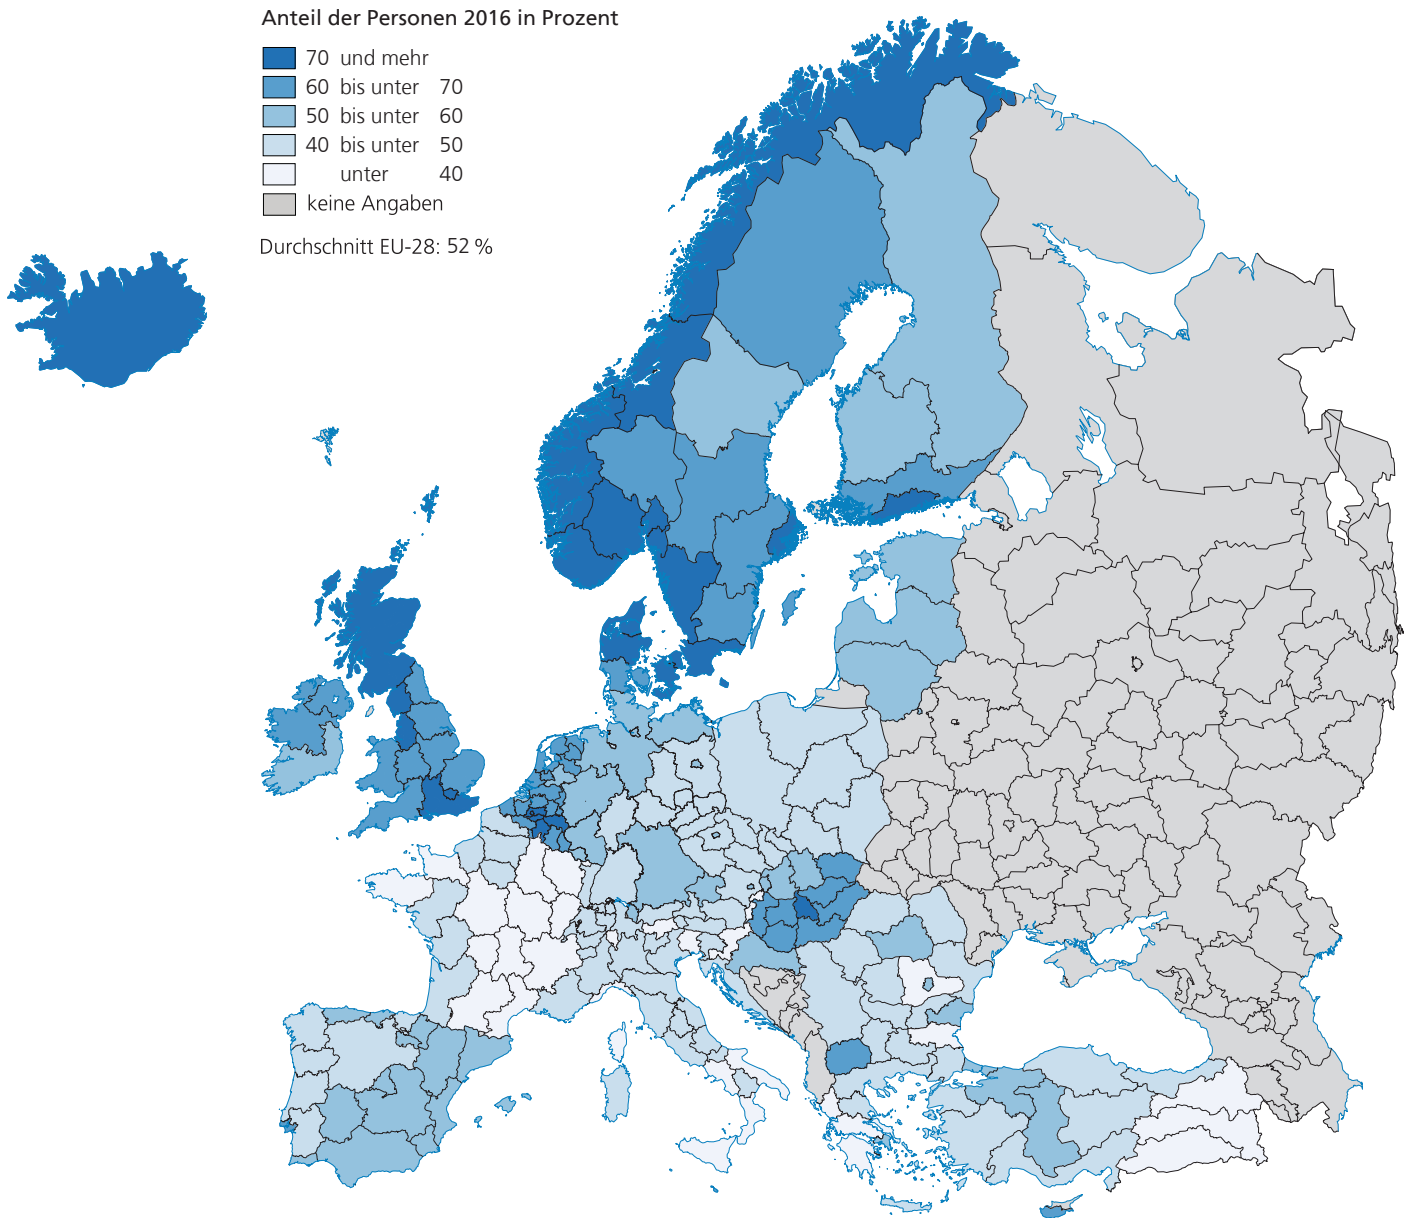 Anteil der Personen 2016 in Prozent
70 und mehr
60 bis unter 70
50 bis unter 60
40 bis unter 50
unter 40
keine Angaben
Durchschnitt EU-28: 52 %